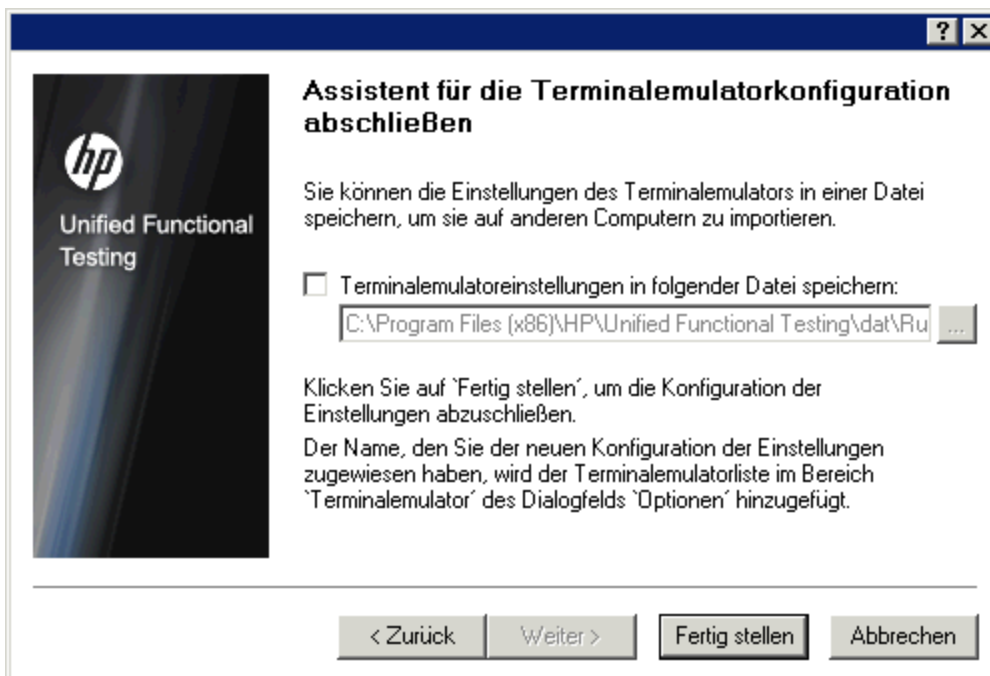 ?
hp
Unified Functional
Testing
Assistent für die Terminalemulatorkonfiguration
abschließen
Sie können die Einstellungen des Terminalemulators in einer Datei
speichern, um sie auf anderen Computern zu importieren.
Terminalemulatoreinstellungen in folgender Datei speichern:
C:\Program Files (x86)\HP\Unified Functional Testing\dat\Ru ...
Klicken Sie auf `Fertig stellen´, um die Konfiguration der
Einstellungen abzuschließen.
Der Name, den Sie der neuen Konfiguration der Einstellungen
zugewiesen haben, wird der Terminalemulatorliste im Bereich
`Terminalemulator´ des Dialogfelds `Optionen´ hinzugefügt.
< Zurück Weiter > Fertig stellen Abbrechen